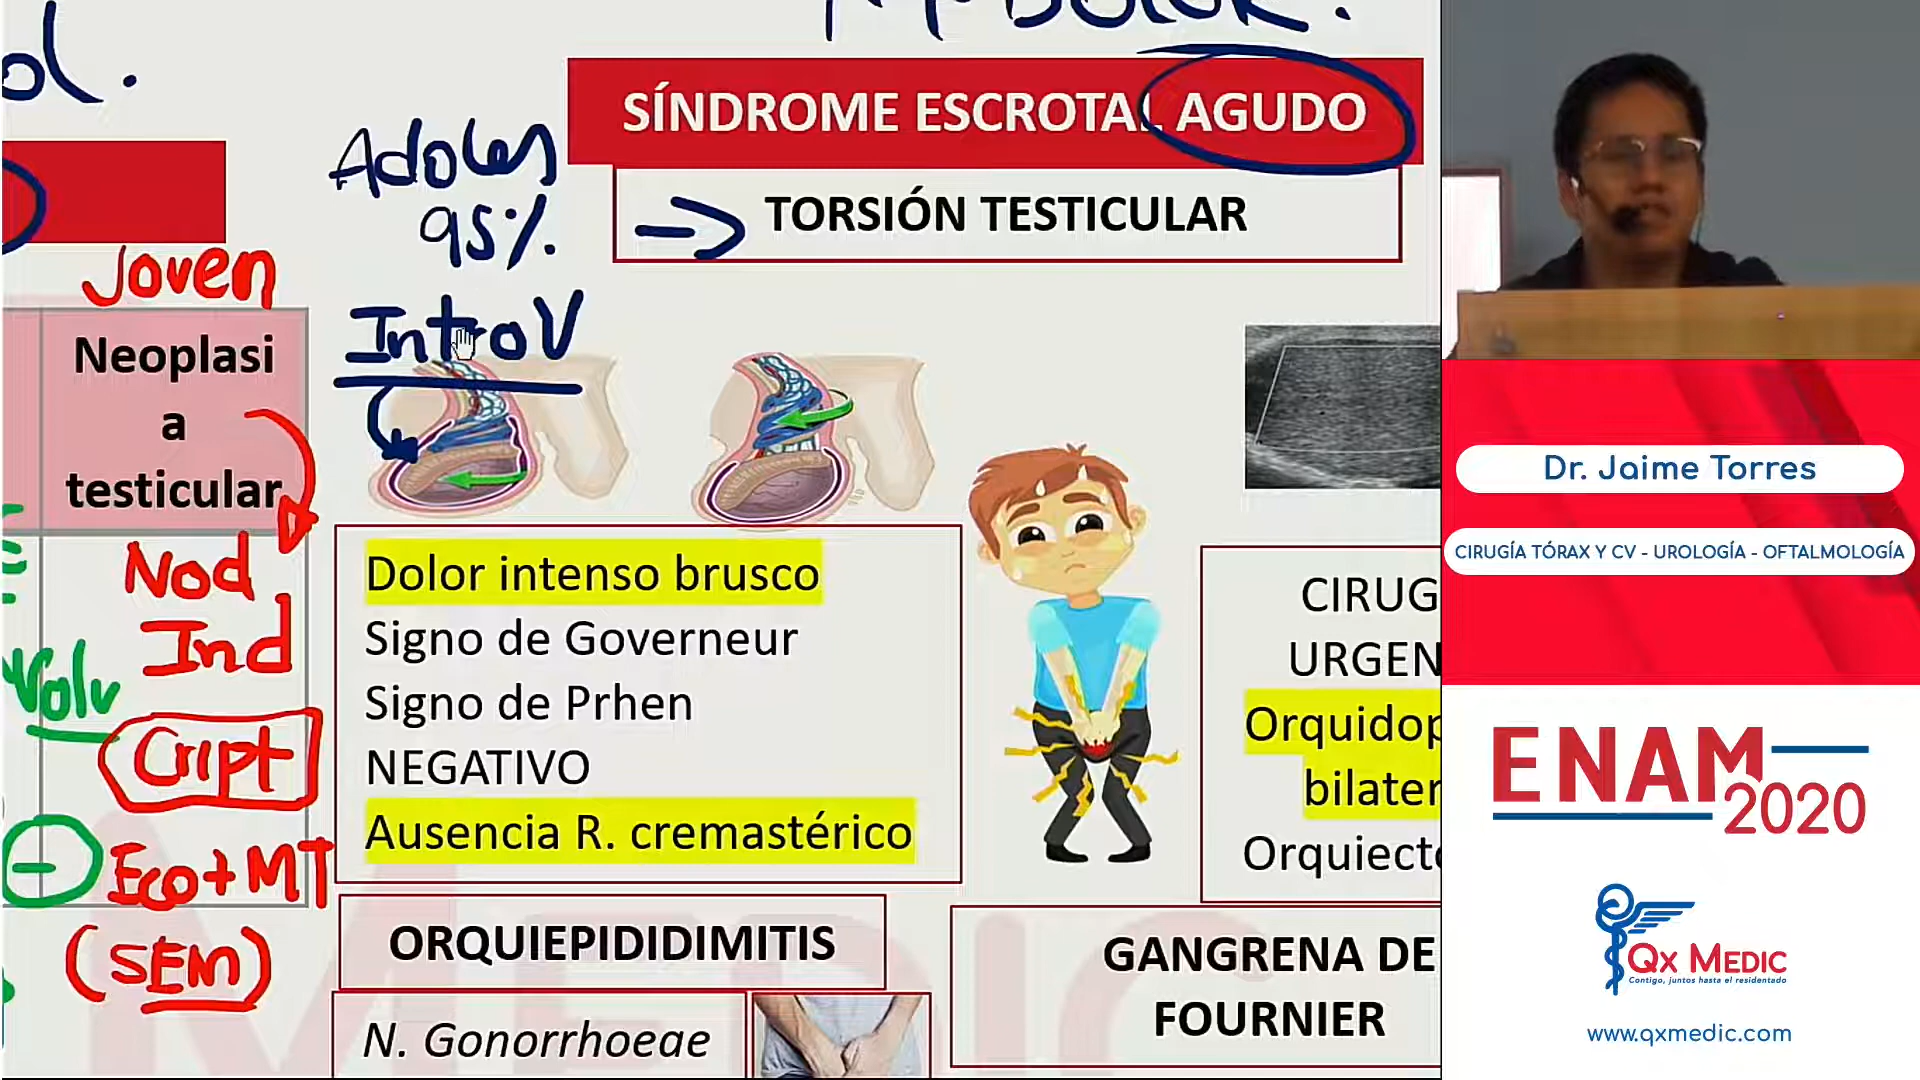 SÍNDROME ESCROTAL AGUDO
TORSIÓN TESTICULAR
Adoles
95%
IntraV
Joven
Neoplasi
a
testicular
Nod
Ind
Volv
Cript
Eco+MT
(SEM)
Dolor intenso brusco
Signo de Governeur
Signo de Prhen
NEGATIVO
Ausencia R. cremastérico
CIRUG
URGEN
Orquidop
bilater
Orquiecto
ORQUIEPIDIDIMITIS
N. Gonorrhoeae
GANGRENA DE
FOURNIER
Dr. Jaime Torres
CIRUGÍA TÓRAX Y CV - UROLOGÍA - OFTALMOLOGÍA
ENAM
2020
Qx MEDIC
Contigo, juntos hasta el residentado
www.qxmedic.com